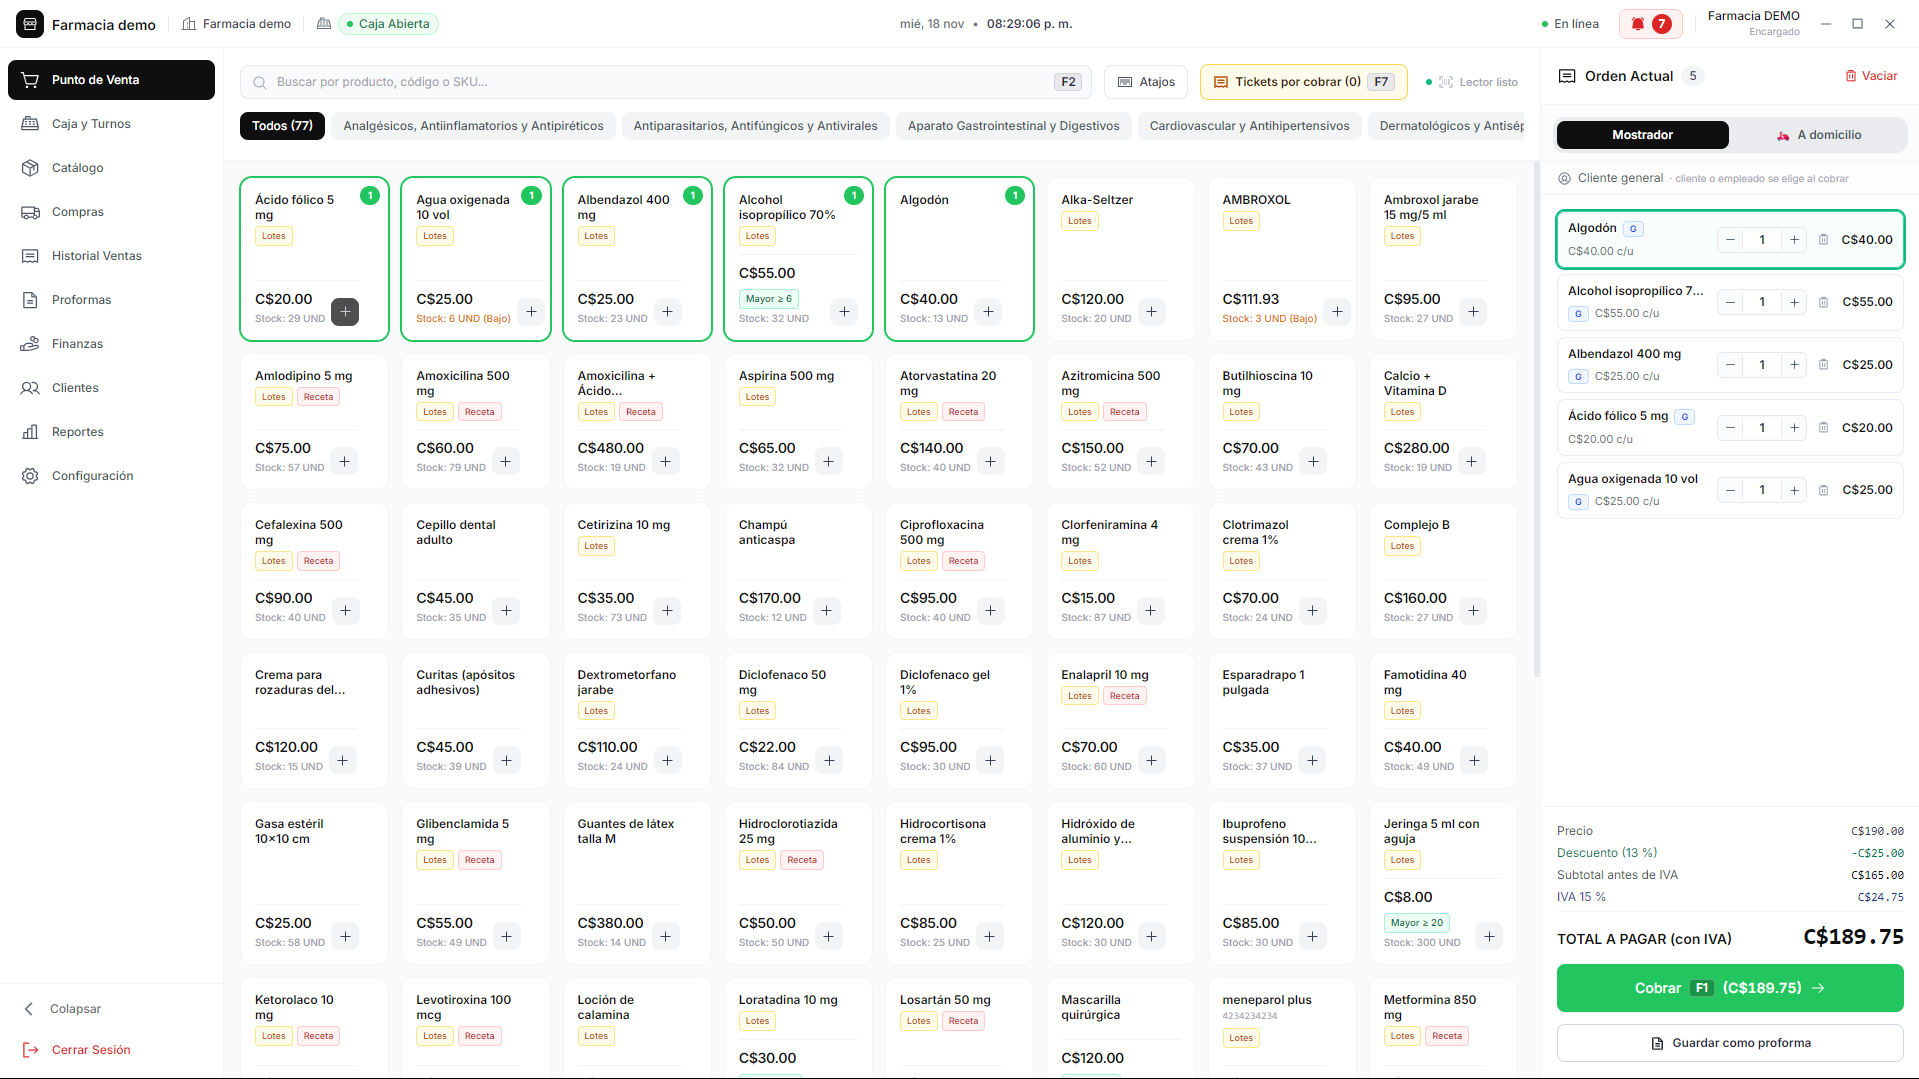 Farmacia demo
Farmacia demo
Caja Abierta
mié, 18 nov • 08:29:06 p. m.
En línea
7
Farmacia DEMO
Encargado
Punto de Venta
Caja y Turnos
Catálogo
Compras
Historial Ventas
Proformas
Finanzas
Clientes
Reportes
Configuración
Colapsar
Cerrar Sesión
Buscar por producto, código o SKU...
F2
Atajos
Tickets por cobrar (0) F7
Lector listo
Todos (77)
Analgésicos, Antiinflamatorios y Antipiréticos
Antiparasitarios, Antifúngicos y Antivirales
Aparato Gastrointestinal y Digestivos
Cardiovascular y Antihipertensivos
Dermatológicos y Antisép
Ácido fólico 5
mg
1
Lotes
C$20.00
Stock: 29 UND
Agua oxigenada
10 vol
1
Lotes
C$25.00
Stock: 6 UND (Bajo)
Albendazol 400
mg
1
Lotes
C$25.00
Stock: 23 UND
Alcohol
isopropílico 70%
1
Lotes
C$55.00
Mayor ≥ 6
Stock: 32 UND
Algodón
1
C$40.00
Stock: 13 UND
Alka-Seltzer
Lotes
C$120.00
Stock: 20 UND
AMBROXOL
Lotes
C$111.93
Stock: 3 UND (Bajo)
Ambroxol jarabe
15 mg/5 ml
Lotes
C$95.00
Stock: 27 UND
Amlodipino 5 mg
Lotes Receta
C$75.00
Stock: 57 UND
Amoxicilina 500
mg
Lotes Receta
C$60.00
Stock: 79 UND
Amoxicilina +
Ácido...
Lotes Receta
C$480.00
Stock: 19 UND
Aspirina 500 mg
Lotes
C$65.00
Stock: 32 UND
Atorvastatina 20
mg
Lotes Receta
C$140.00
Stock: 40 UND
Azitromicina 500
mg
Lotes Receta
C$150.00
Stock: 52 UND
Butilhioscina 10
mg
Lotes
C$70.00
Stock: 43 UND
Calcio +
Vitamina D
Lotes
C$280.00
Stock: 19 UND
Cefalexina 500
mg
Lotes Receta
C$90.00
Stock: 40 UND
Cepillo dental
adulto
C$45.00
Stock: 35 UND
Cetirizina 10 mg
Lotes
C$35.00
Stock: 73 UND
Champú
anticaspa
C$170.00
Stock: 12 UND
Ciprofloxacina
500 mg
Lotes Receta
C$95.00
Stock: 40 UND
Clorfeniramina 4
mg
Lotes
C$15.00
Stock: 87 UND
Clotrimazol
crema 1%
Lotes
C$70.00
Stock: 24 UND
Complejo B
Lotes
C$160.00
Stock: 27 UND
Crema para
rozaduras del...
C$120.00
Stock: 15 UND
Curitas (apósitos
adhesivos)
C$45.00
Stock: 39 UND
Dextrometorfano
jarabe
Lotes
C$110.00
Stock: 24 UND
Diclofenaco 50
mg
Lotes
C$22.00
Stock: 84 UND
Diclofenaco gel
1%
Lotes
C$95.00
Stock: 30 UND
Enalapril 10 mg
Lotes Receta
C$70.00
Stock: 60 UND
Esparadrapo 1
pulgada
C$35.00
Stock: 37 UND
Famotidina 40
mg
Lotes
C$40.00
Stock: 49 UND
Gasa estéril
10×10 cm
C$25.00
Stock: 58 UND
Glibenclamida 5
mg
Lotes Receta
C$55.00
Stock: 49 UND
Guantes de látex
talla M
C$380.00
Stock: 14 UND
Hidroclorotiazida
25 mg
Lotes Receta
C$50.00
Stock: 50 UND
Hidrocortisona
crema 1%
Lotes
C$85.00
Stock: 25 UND
Hidróxido de
aluminio y...
Lotes
C$120.00
Stock: 30 UND
Ibuprofeno
suspensión 10...
Lotes
C$85.00
Stock: 30 UND
Jeringa 5 ml con
aguja
Lotes
C$8.00
Mayor ≥ 20
Stock: 300 UND
Ketorolaco 10
mg
Lotes Receta
Levotiroxina 100
mcg
Lotes Receta
Loción de
calamina
Lotes
Loratadina 10 mg
Lotes
C$30.00
Losartán 50 mg
Lotes Receta
Mascarilla
quirúrgica
C$120.00
meneparol plus
4234234234
Lotes
Metformina 850
mg
Lotes Receta
Orden Actual 5
Vaciar
Mostrador
A domicilio
Cliente general · cliente o empleado se elige al cobrar
Algodón G
C$40.00 c/u
1
C$40.00
Alcohol isopropílico 7...
G C$55.00 c/u
1
C$55.00
Albendazol 400 mg
G C$25.00 c/u
1
C$25.00
Ácido fólico 5 mg G
C$20.00 c/u
1
C$20.00
Agua oxigenada 10 vol
G C$25.00 c/u
1
C$25.00
Precio C$190.00
Descuento (13 %) -C$25.00
Subtotal antes de IVA C$165.00
IVA 15 % C$24.75
TOTAL A PAGAR (con IVA) C$189.75
Cobrar F1 (C$189.75) →
Guardar como proforma